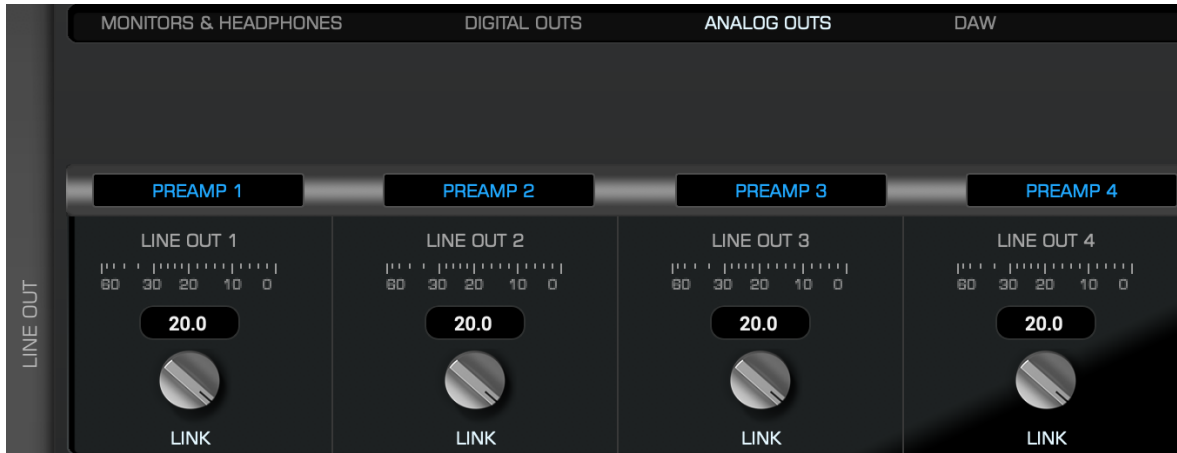 MONITORS & HEADPHONES DIGITAL OUTS ANALOG OUTS DAW
PREAMP 1 PREAMP 2 PREAMP 3 PREAMP 4
LINE OUT 1 LINE OUT 2 LINE OUT 3 LINE OUT 4
60 30 20 10 0 60 30 20 10 0 60 30 20 10 0 60 30 20 10 0
20.0 20.0 20.0 20.0
LINK LINK LINK LINK
LINE OUT